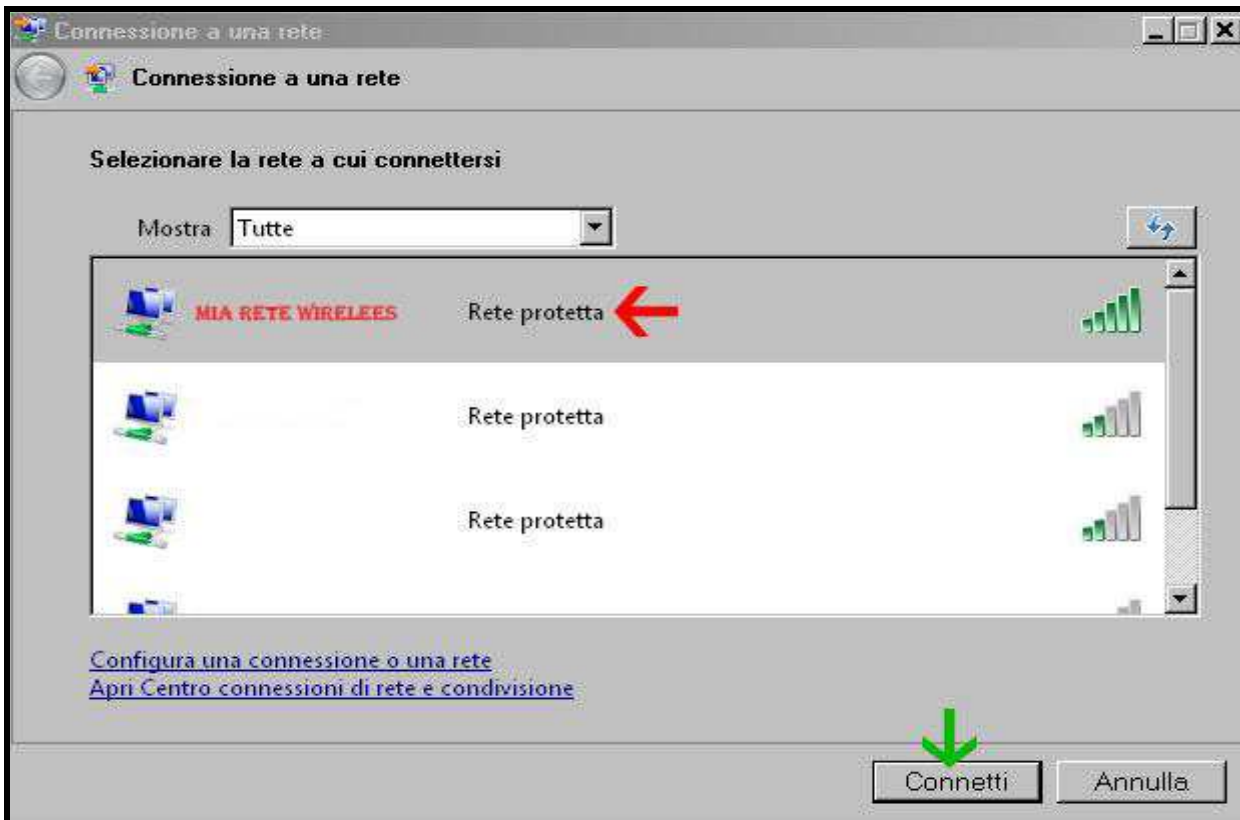 Connessione a una rete
Connessione a una rete
Selezionare la rete a cui connettersi
Mostra Tutte
MIA RETE WIRELEES Rete protetta
Rete protetta
Rete protetta
Configura una connessione o una rete
Apri Centro connessioni di rete e condivisione
Connetti Annulla